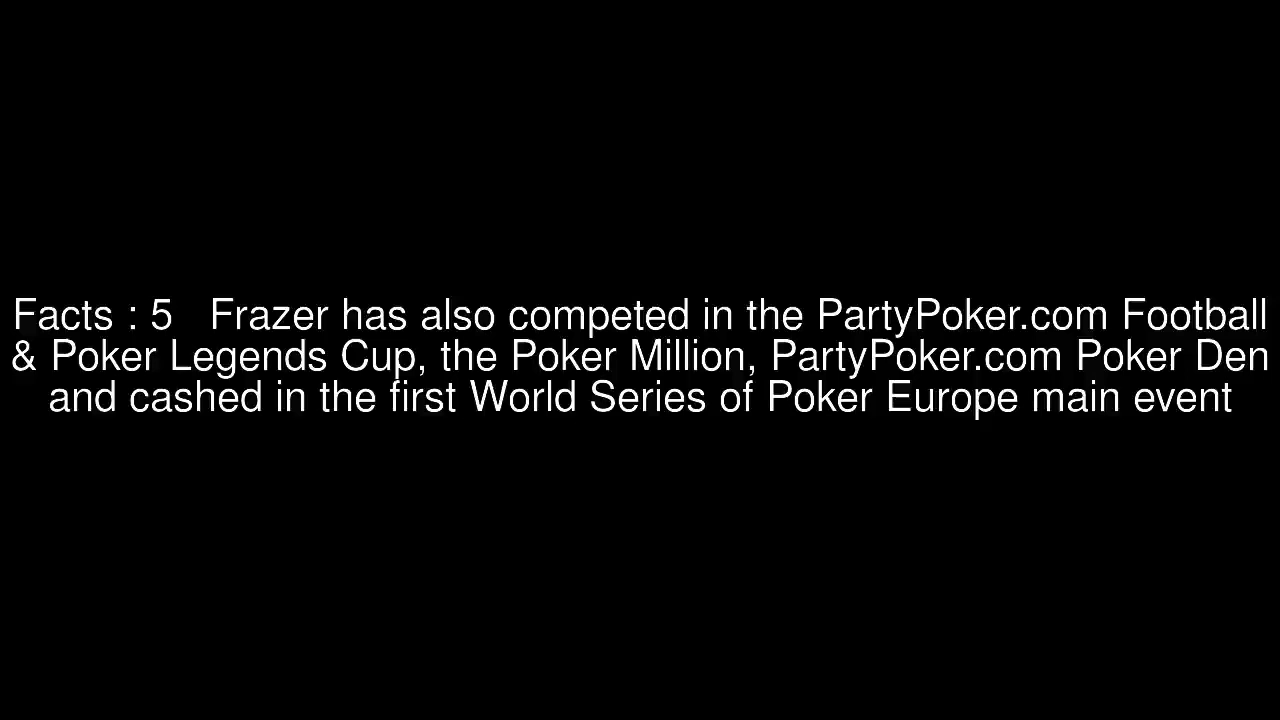 Facts : 5   Frazer has also competed in the PartyPoker.com Football
& Poker Legends Cup, the Poker Million, PartyPoker.com Poker Den
and cashed in the first World Series of Poker Europe main event